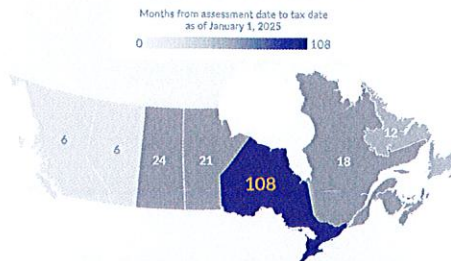 Months from assessment date to tax date
as of January 1, 2025
0 108
6 6 24 21 108 18 12